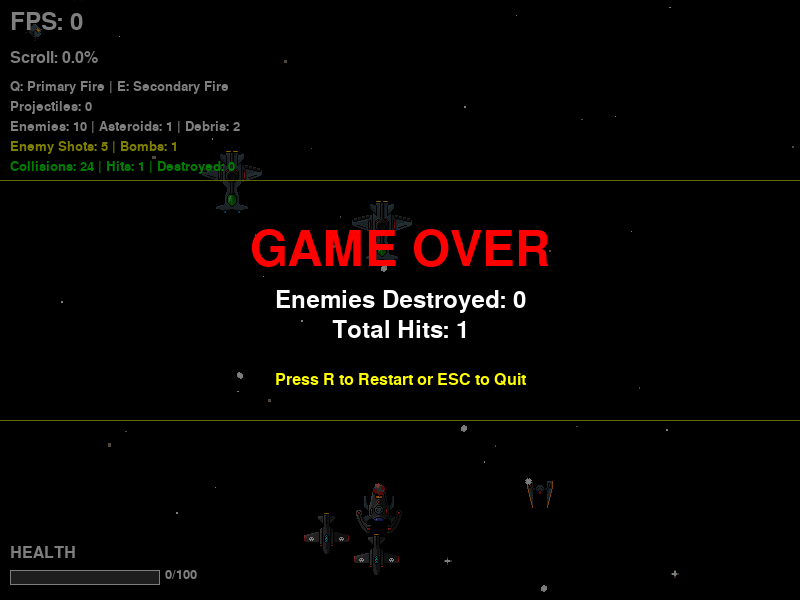 FPS: 0
Scroll: 0.0%
Q: Primary Fire | E: Secondary Fire
Projectiles: 0
Enemies: 10 | Asteroids: 1 | Debris: 2
Enemy Shots: 5 | Bombs: 1
Collisions: 24 | Hits: 1 | Destroyed: 0
GAME OVER
Enemies Destroyed: 0
Total Hits: 1
Press R to Restart or ESC to Quit
HEALTH
0/100